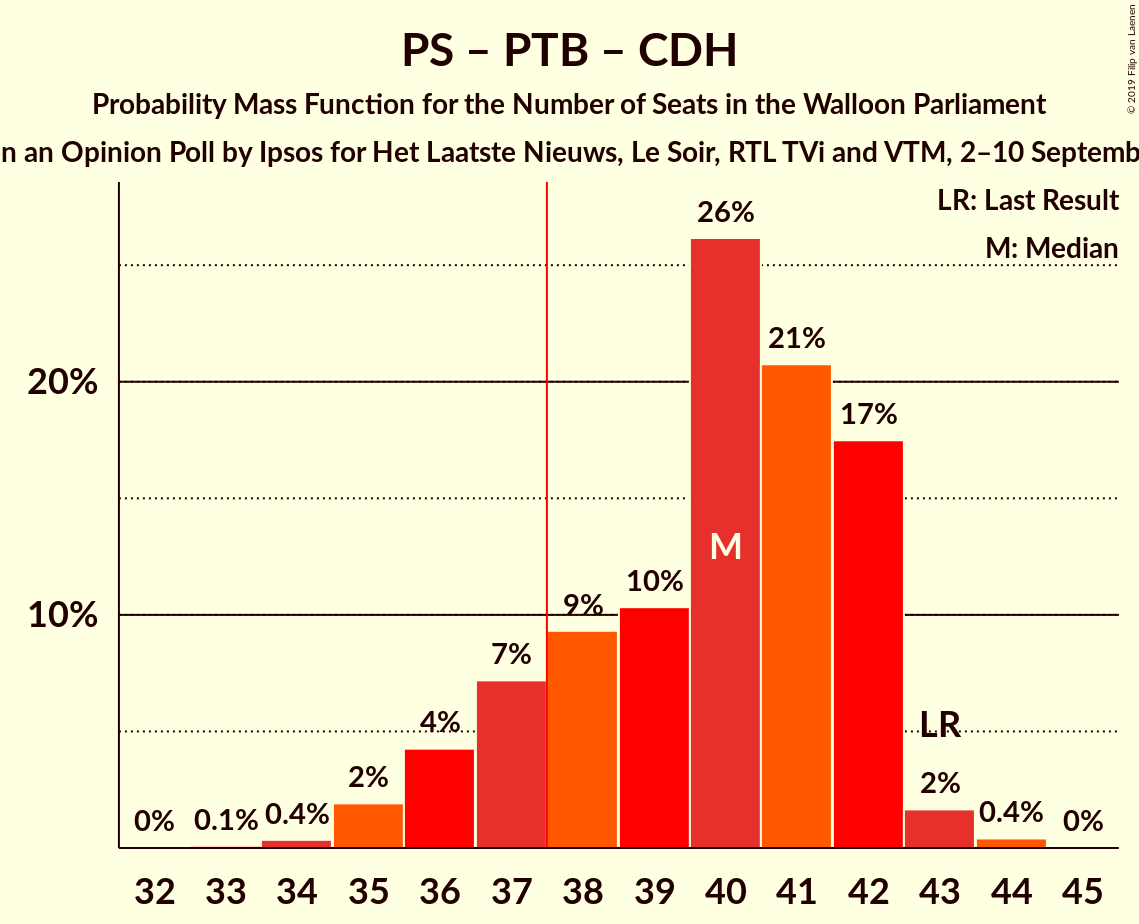 PS – PTB – CDH
Probability Mass Function for the Number of Seats in the Walloon Parliament
n an Opinion Poll by Ipsos for Het Laatste Nieuws, Le Soir, RTL TVi and VTM, 2–10 Septemb
© 2019 Filip van Laenen
LR: Last Result
M: Median
20%
10%
0% 0.1% 0.4% 2% 4% 7% 9% 10% 26% 21% 17% 2% 0.4% 0%
M
LR
32 33 34 35 36 37 38 39 40 41 42 43 44 45